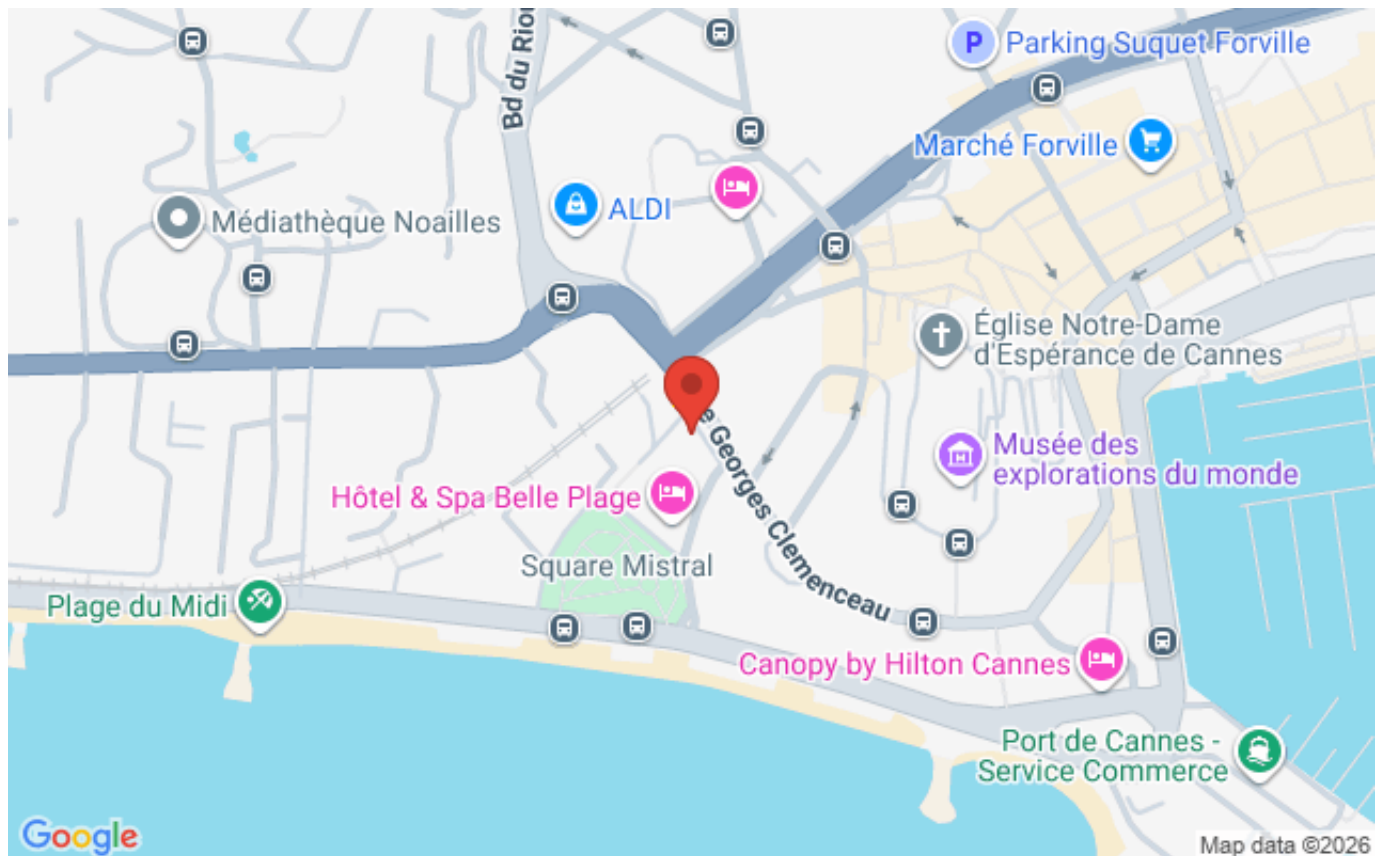 Bd du Riou
P Parking Suquet Forville
Marché Forville
ALDI
Médiathèque Noailles
Église Notre-Dame
d'Espérance de Cannes
e Georges Clemenceau
Musée des
explorations du monde
Hôtel & Spa Belle Plage
Square Mistral
Plage du Midi
Canopy by Hilton Cannes
Port de Cannes -
Service Commerce
Google
Map data ©2026